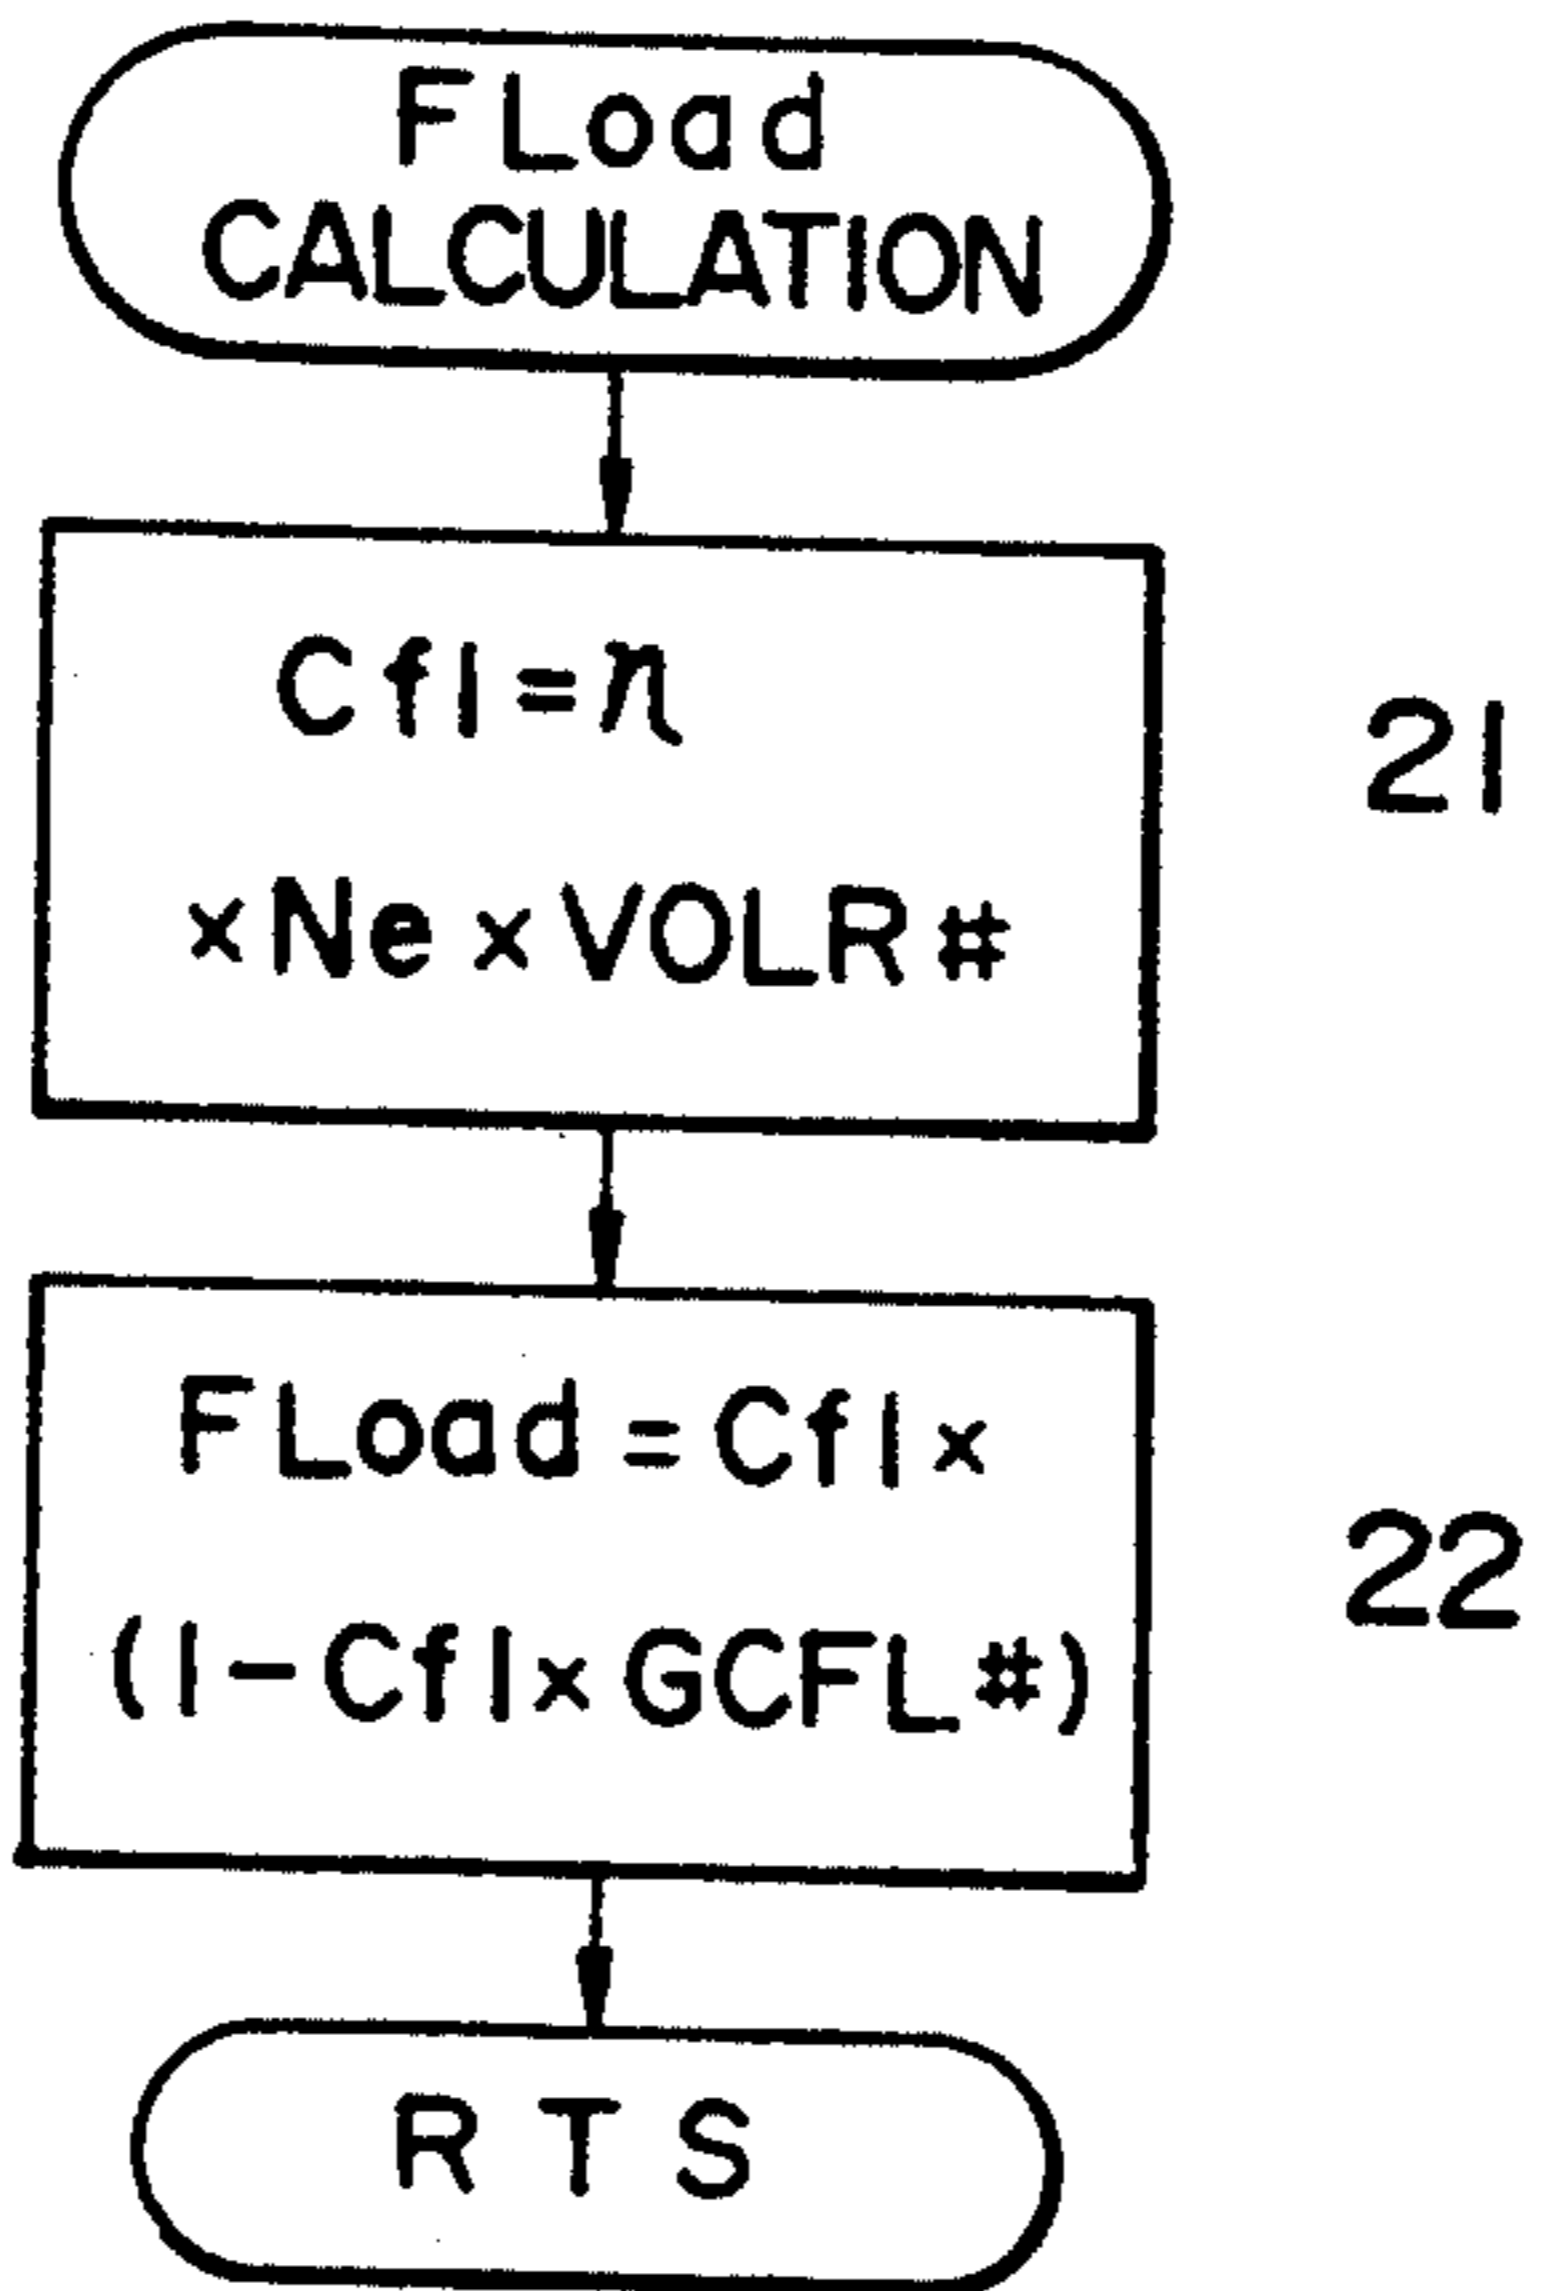 FLoad
CALCULATION
Cfl=η
×Ne×VOLR#
21
FLoad=Cfl×
(1-Cfl×GCFL#)
22
RTS